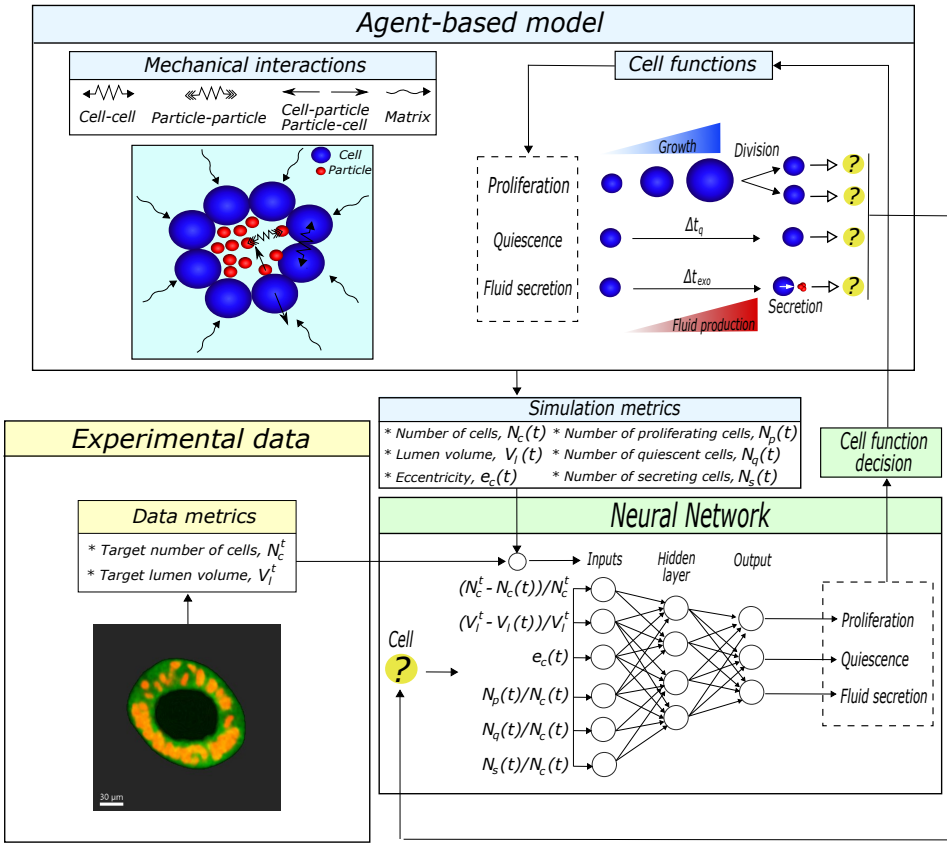 Agent-based model
Mechanical interactions
Cell-cell
Particle-particle
Cell-particle
Particle-cell
Matrix
Cell
Particle
Cell functions
Growth
Division
Proliferation
?
?
Quiescence
Δt_q
?
Fluid secretion
Δt_exo
?
Secretion
Fluid production
Simulation metrics
* Number of cells, N_c(t)
* Number of proliferating cells, N_p(t)
* Lumen volume, V_l(t)
* Number of quiescent cells, N_q(t)
* Eccentricity, e_c(t)
* Number of secreting cells, N_s(t)
Experimental data
Data metrics
* Target number of cells, N_c^t
* Target lumen volume, V_l^t
30 µm
Cell function
decision
Neural Network
Inputs
Hidden
layer
Output
(N_c^t - N_c(t))/N_c^t
(V_l^t - V_l(t))/V_l^t
e_c(t)
N_p(t)/N_c(t)
N_q(t)/N_c(t)
N_s(t)/N_c(t)
Cell
?
Proliferation
Quiescence
Fluid secretion